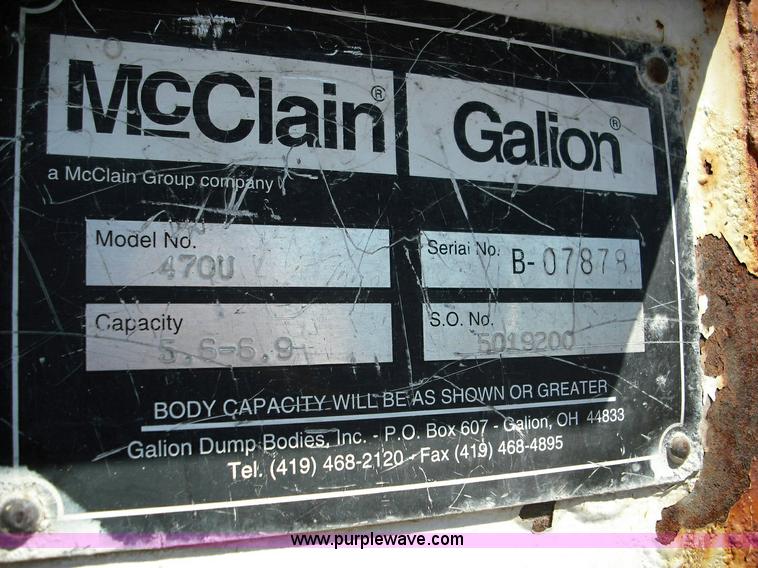 McClain® Galion®
a McClain Group company
Model No. 470U
Serial No. B-07878
Capacity 5.6-6.9-
S.O. No. 5019200
BODY CAPACITY WILL BE AS SHOWN OR GREATER
Galion Dump Bodies, Inc. - P.O. Box 607 - Galion, OH 44833
Tel. (419) 468-2120 - Fax (419) 468-4895
www.purplewave.com